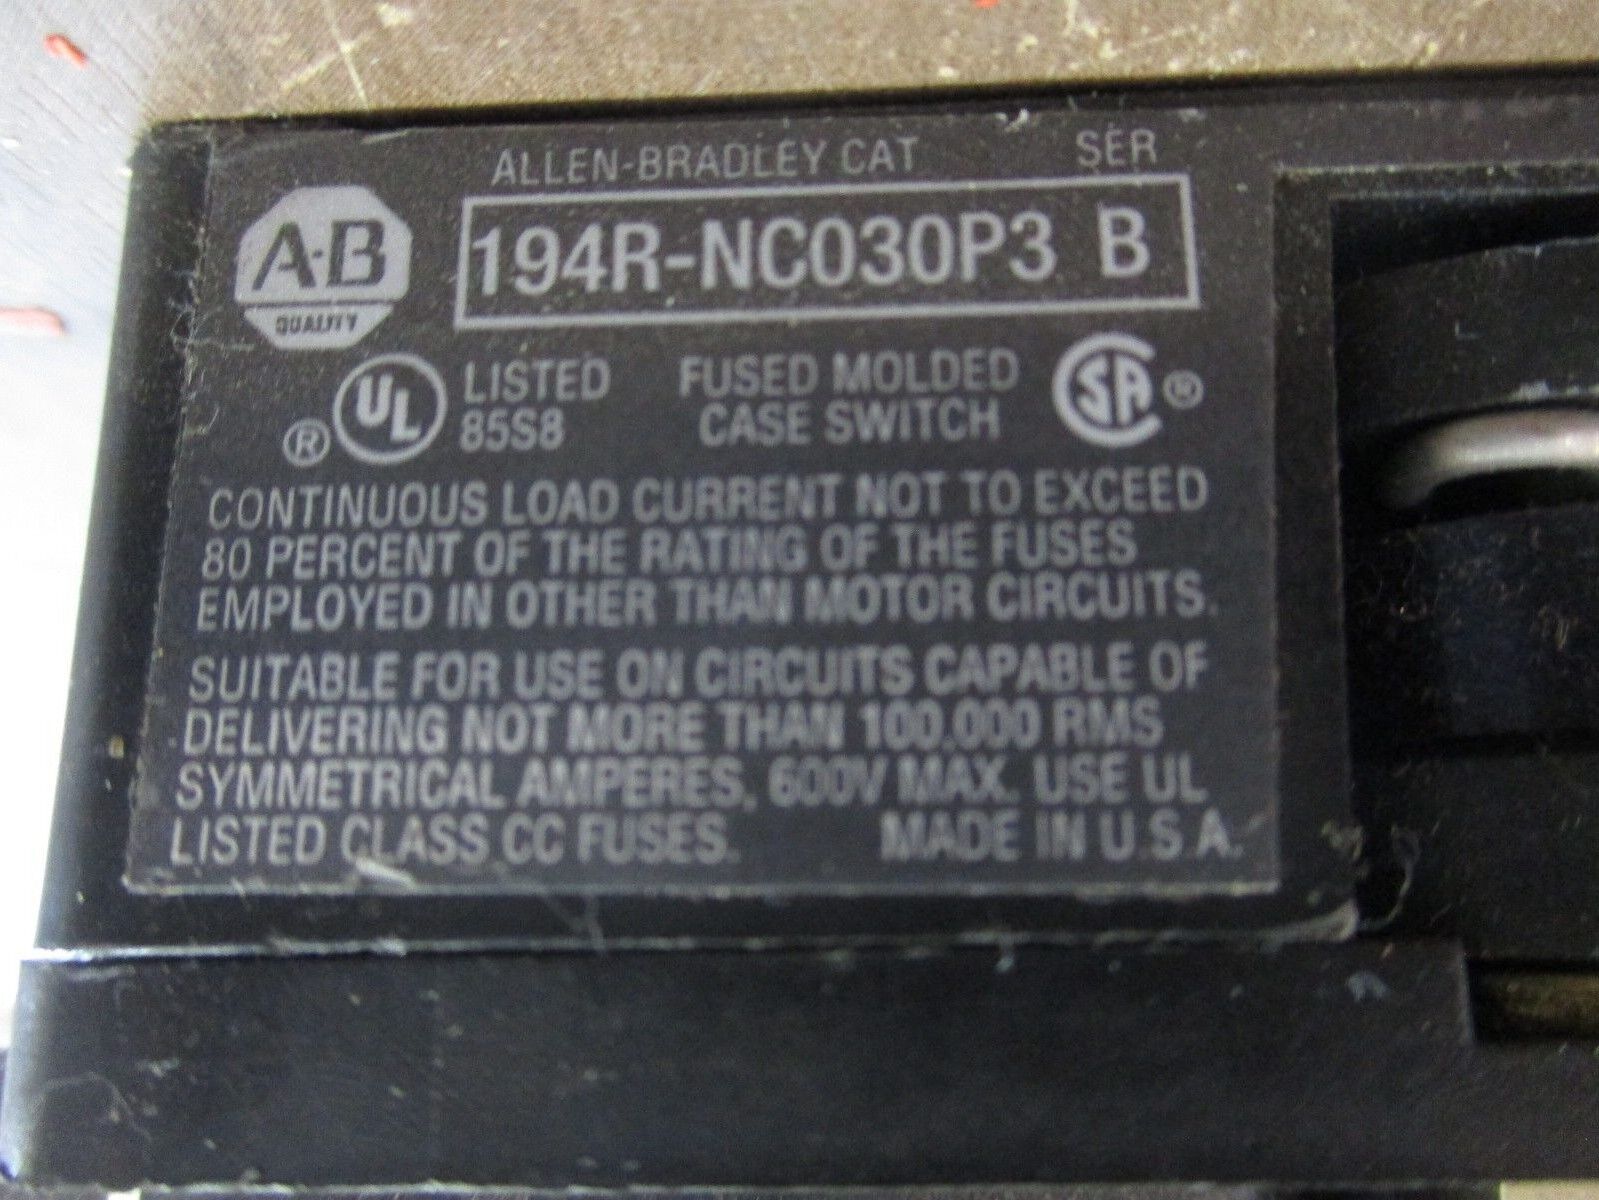 ALLEN-BRADLEY CAT SER
A-B
QUALITY
194R-NC030P3 B
® UL LISTED 85S8
FUSED MOLDED CASE SWITCH
CSA ®
CONTINUOUS LOAD CURRENT NOT TO EXCEED
80 PERCENT OF THE RATING OF THE FUSES
EMPLOYED IN OTHER THAN MOTOR CIRCUITS.
SUITABLE FOR USE ON CIRCUITS CAPABLE OF
DELIVERING NOT MORE THAN 100.000 RMS
SYMMETRICAL AMPERES, 600V MAX. USE UL
LISTED CLASS CC FUSES. MADE IN U.S.A.